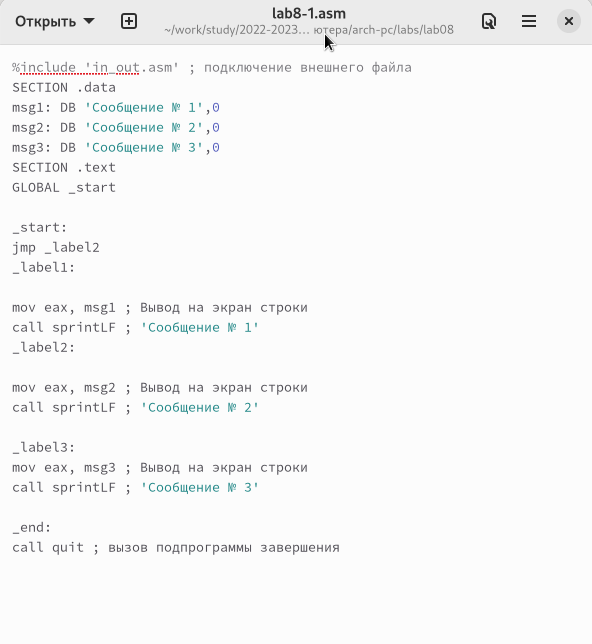 Открыть
lab8-1.asm
~/work/study/2022-2023… ютера/arch-pc/labs/lab08
%include 'in_out.asm' ; подключение внешнего файла
SECTION .data
msg1: DB 'Сообщение № 1',0
msg2: DB 'Сообщение № 2',0
msg3: DB 'Сообщение № 3',0
SECTION .text
GLOBAL _start
_start:
jmp _label2
_label1:
mov eax, msg1 ; Вывод на экран строки
call sprintLF ; 'Сообщение № 1'
_label2:
mov eax, msg2 ; Вывод на экран строки
call sprintLF ; 'Сообщение № 2'
_label3:
mov eax, msg3 ; Вывод на экран строки
call sprintLF ; 'Сообщение № 3'
_end:
call quit ; вызов подпрограммы завершения